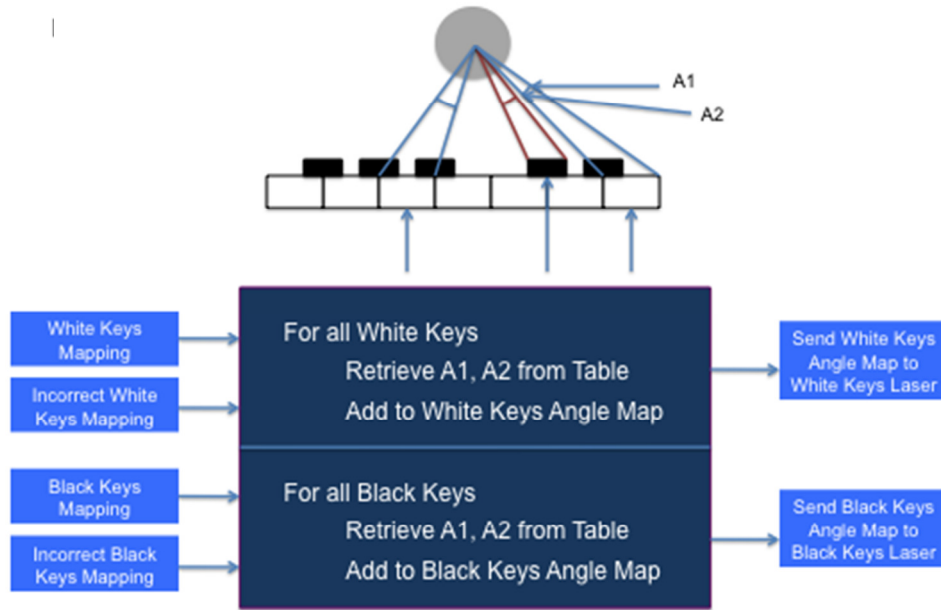 A1
A2
White Keys
Mapping
Incorrect White
Keys Mapping
Black Keys
Mapping
Incorrect Black
Keys Mapping
For all White Keys
Retrieve A1, A2 from Table
Add to White Keys Angle Map
For all Black Keys
Retrieve A1, A2 from Table
Add to Black Keys Angle Map
Send White Keys
Angle Map to
White Keys Laser
Send Black Keys
Angle Map to
Black Keys Laser